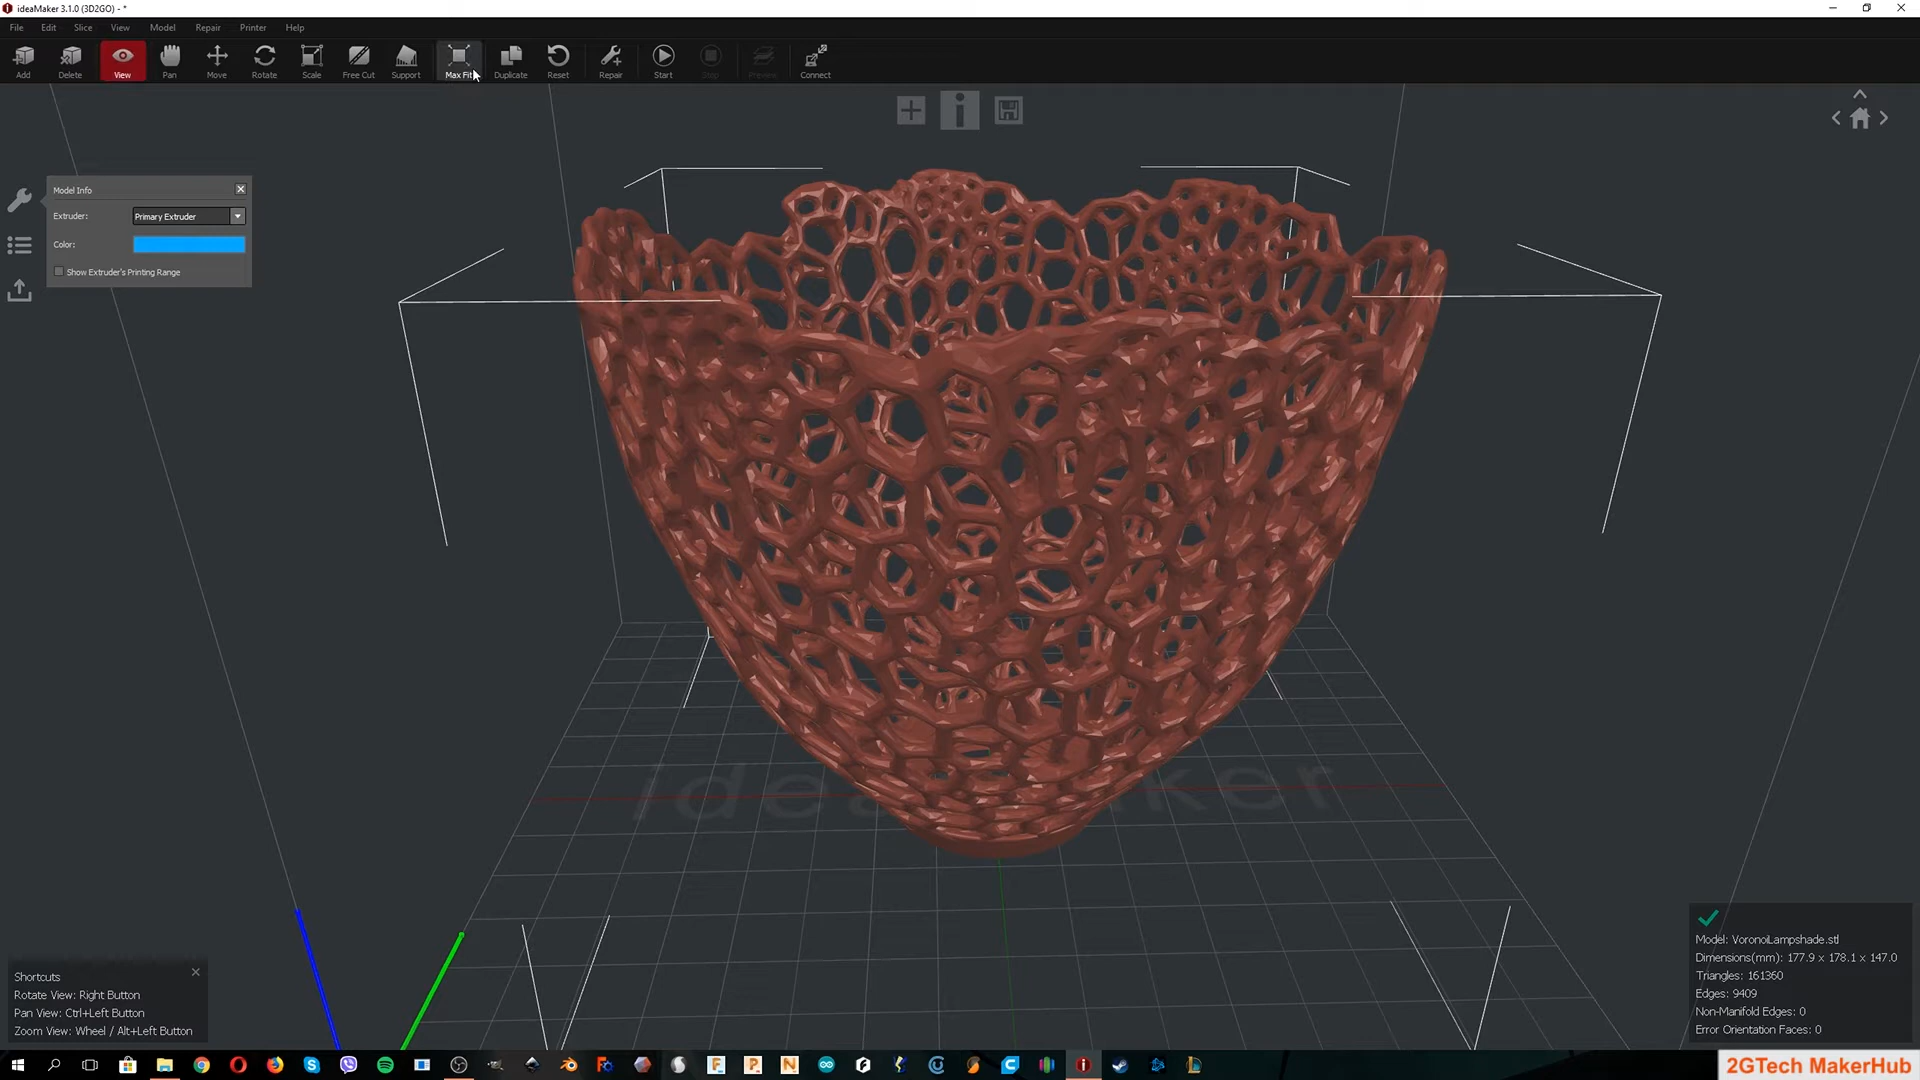 ideaMaker 3.1.0 (3D2GO) - *
File Edit Slice View Model Repair Printer Help
Add Delete View Pan Move Rotate Scale Free Cut Support Max Fit Duplicate Reset Repair Start Stop Preview Connect
Model Info
Extruder: Primary Extruder
Color:
Show Extruder's Printing Range
ideaMaker
Shortcuts
Rotate View: Right Button
Pan View: Ctrl+Left Button
Zoom View: Wheel / Alt+Left Button
Model: VoronoiLampshade.stl
Dimensions(mm): 177.9 x 178.1 x 147.0
Triangles: 161360
Edges: 9409
Non-Manifold Edges: 0
Error Orientation Faces: 0
2GTech MakerHub